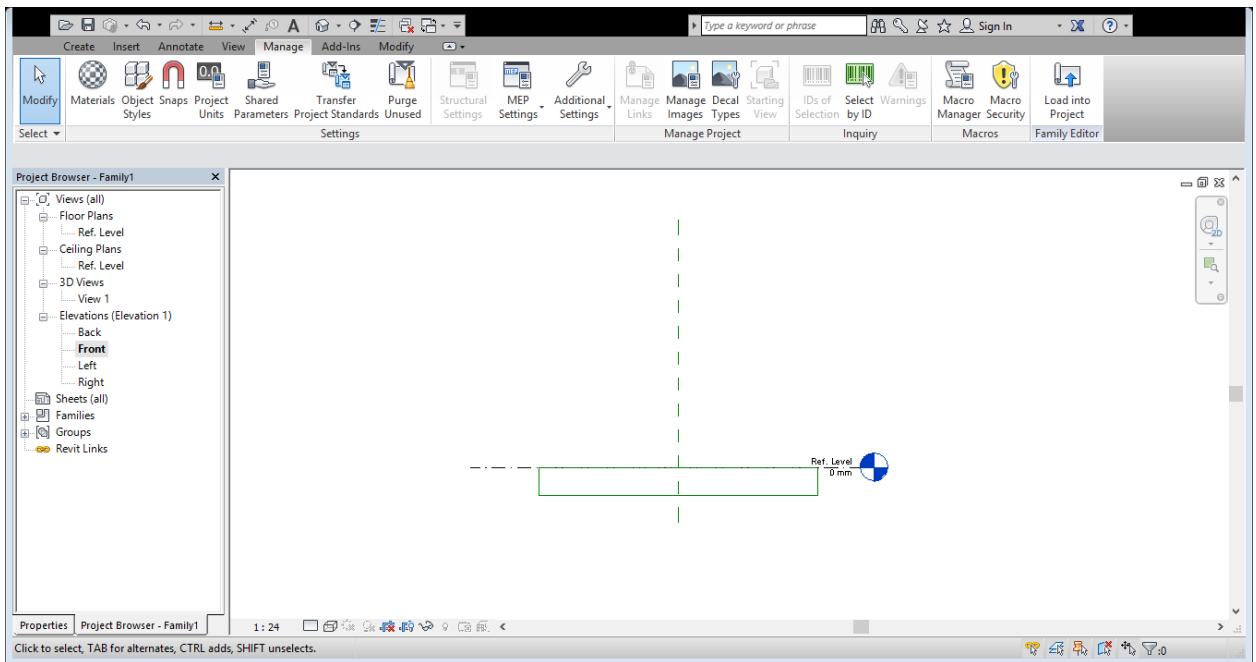 Type a keyword or phrase
Sign In
Create Insert Annotate View Manage Add-Ins Modify
Modify
Materials
Object Styles
Snaps
Project Units
Shared Parameters
Transfer Project Standards
Purge Unused
Structural Settings
MEP Settings
Additional Settings
Manage Links
Manage Images
Decal Types
Starting View
IDs of Selection
Select by ID
Warnings
Macro Manager
Macro Security
Load into Project
Select
Settings
Manage Project
Inquiry
Macros
Family Editor
Project Browser - Family1
Views (all)
Floor Plans
Ref. Level
Ceiling Plans
Ref. Level
3D Views
View 1
Elevations (Elevation 1)
Back
Front
Left
Right
Sheets (all)
Families
Groups
Revit Links
2D
Ref. Level
0 mm
Properties
Project Browser - Family1
1 : 24
Click to select, TAB for alternates, CTRL adds, SHIFT unselects.
:0